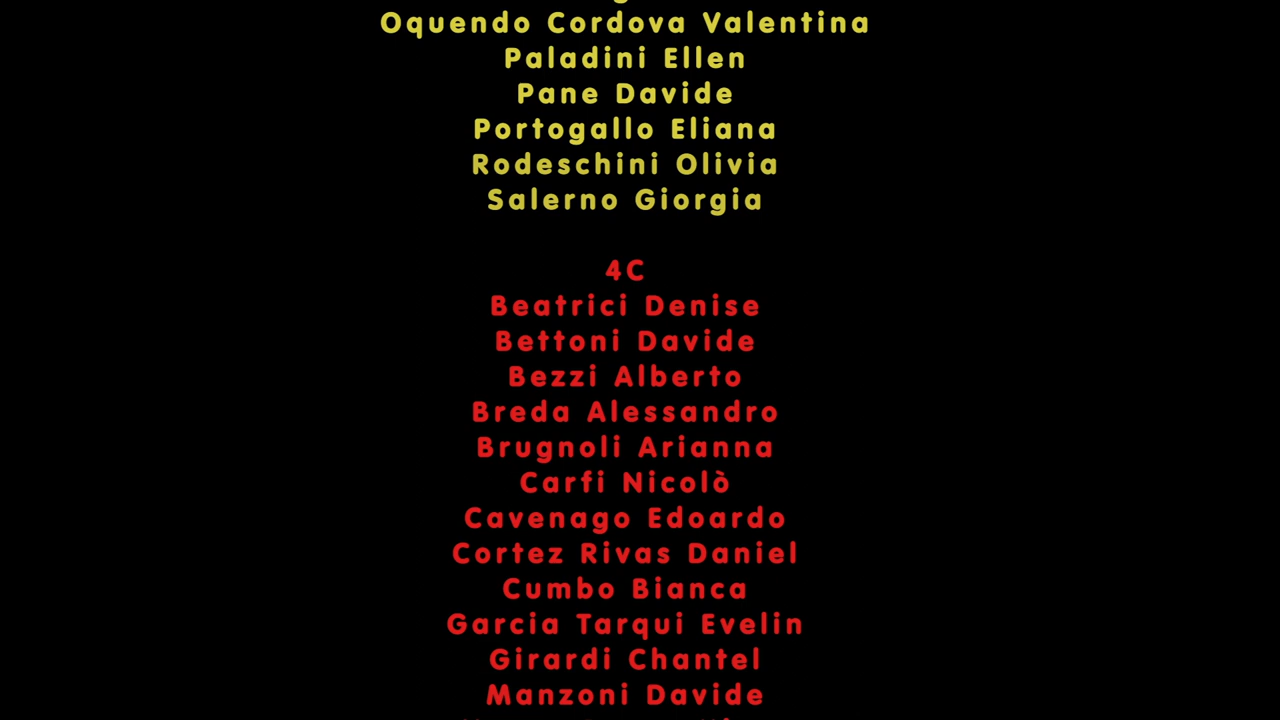 Oquendo Cordova Valentina
Paladini Ellen
Pane Davide
Portogallo Eliana
Rodeschini Olivia
Salerno Giorgia
4C
Beatrici Denise
Bettoni Davide
Bezzi Alberto
Breda Alessandro
Brugnoli Arianna
Carfi Nicolò
Cavenago Edoardo
Cortez Rivas Daniel
Cumbo Bianca
Garcia Tarqui Evelin
Girardi Chantel
Manzoni Davide